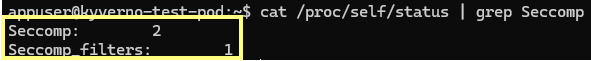 appuser@kyverno-test-pod:~$ cat /proc/self/status | grep Seccomp
Seccomp:        2
Seccomp_filters:        1